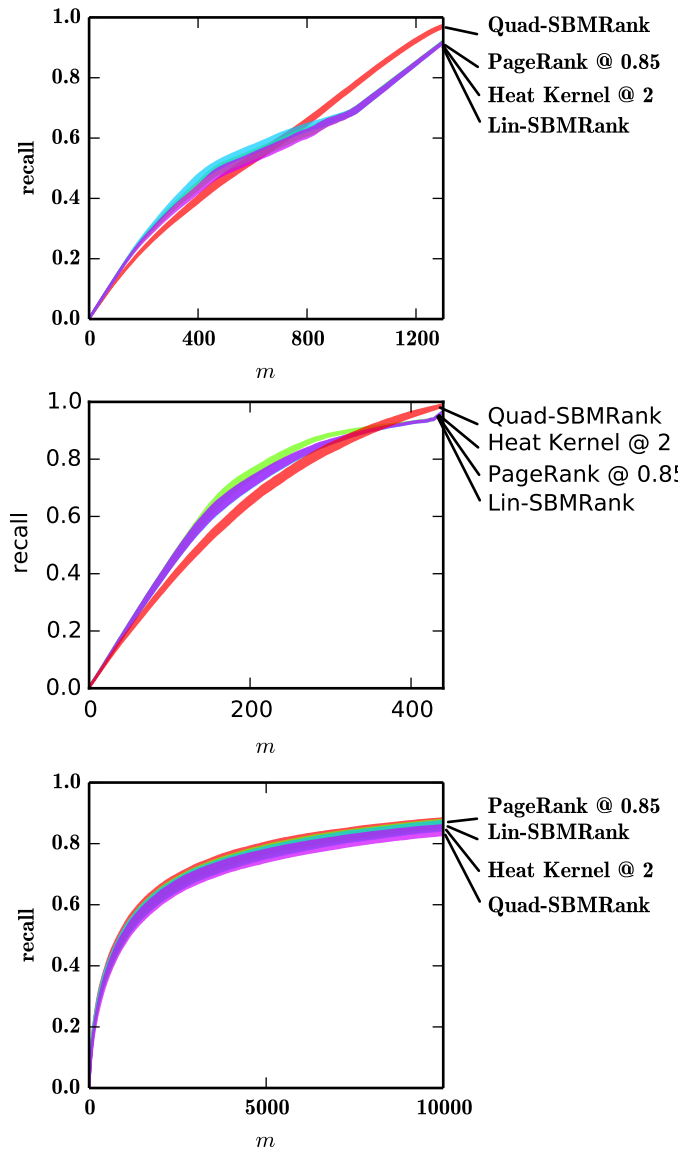 1.0
0.8
0.6
0.4
0.2
0.0
recall
400
800
1200
m
Quad-SBMRank
PageRank @ 0.85
Heat Kernel @ 2
Lin-SBMRank
1.0
0.8
0.6
0.4
0.2
0.0
recall
0
200
400
m
Quad-SBMRank
Heat Kernel @ 2
PageRank @ 0.85
Lin-SBMRank
1.0
0.8
0.6
0.4
0.2
0.0
recall
0
5000
10000
m
PageRank @ 0.85
Lin-SBMRank
Heat Kernel @ 2
Quad-SBMRank